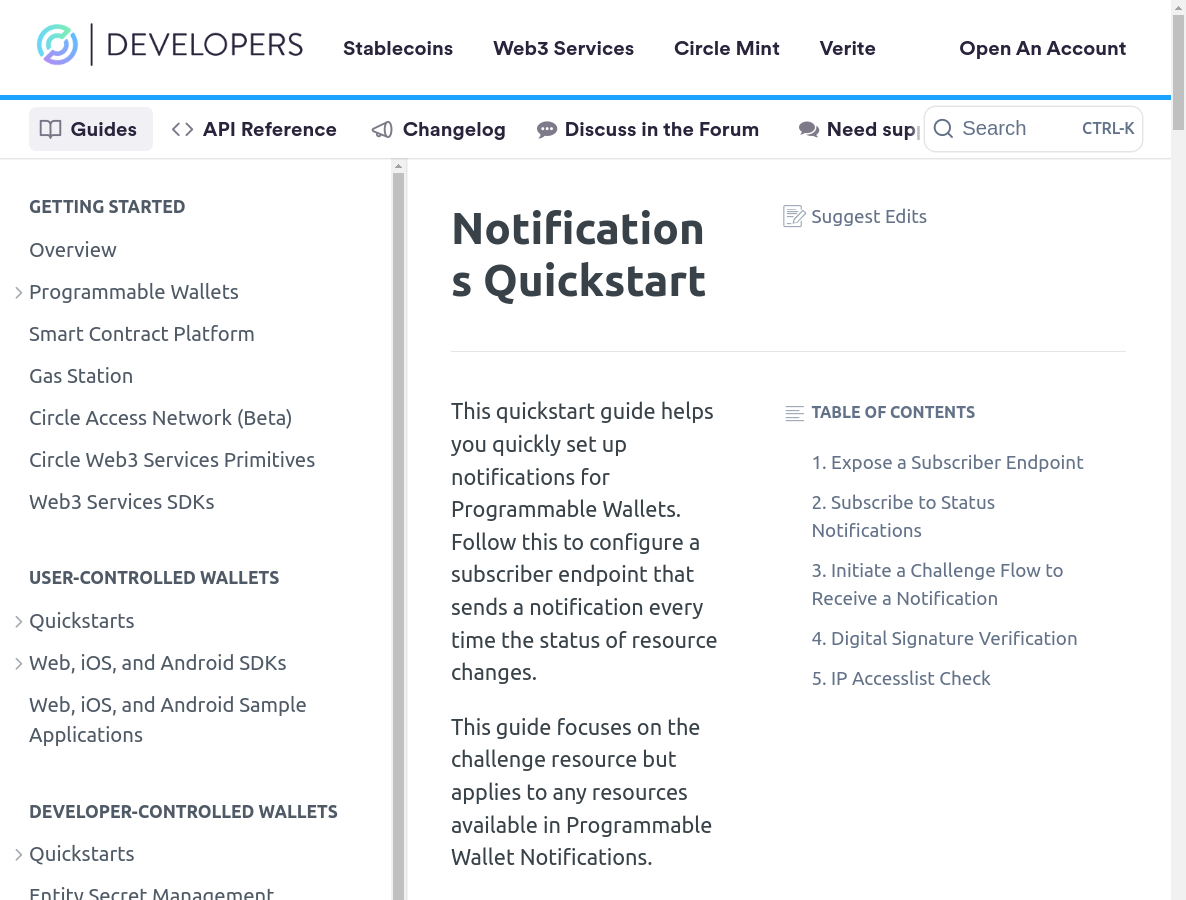 DEVELOPERS
Stablecoins
Web3 Services
Circle Mint
Verite
Open An Account
Guides
API Reference
Changelog
Discuss in the Forum
Need sup
Search
CTRL-K
GETTING STARTED
Overview
Programmable Wallets
Smart Contract Platform
Gas Station
Circle Access Network (Beta)
Circle Web3 Services Primitives
Web3 Services SDKs
USER-CONTROLLED WALLETS
Quickstarts
Web, iOS, and Android SDKs
Web, iOS, and Android Sample
Applications
DEVELOPER-CONTROLLED WALLETS
Quickstarts
Entity Secret Management
Notification
s Quickstart
Suggest Edits
This quickstart guide helps
you quickly set up
notifications for
Programmable Wallets.
Follow this to configure a
subscriber endpoint that
sends a notification every
time the status of resource
changes.
This guide focuses on the
challenge resource but
applies to any resources
available in Programmable
Wallet Notifications.
TABLE OF CONTENTS
1. Expose a Subscriber Endpoint
2. Subscribe to Status
Notifications
3. Initiate a Challenge Flow to
Receive a Notification
4. Digital Signature Verification
5. IP Accesslist Check